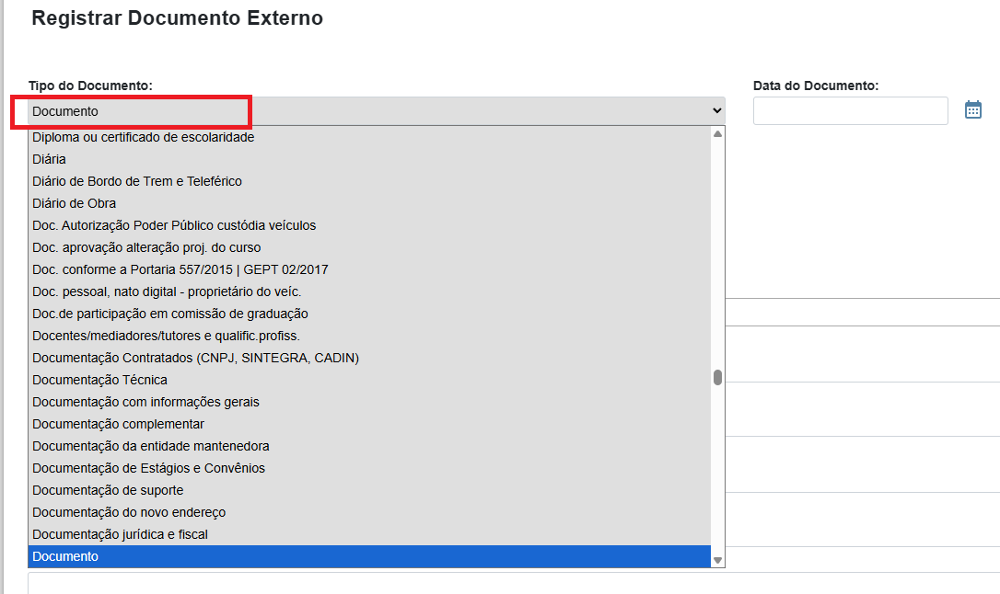 Registrar Documento Externo
Tipo do Documento:
Data do Documento:
Documento
Diploma ou certificado de escolaridade
Diária
Diário de Bordo de Trem e Teleférico
Diário de Obra
Doc. Autorização Poder Público custódia veículos
Doc. aprovação alteração proj. do curso
Doc. conforme a Portaria 557/2015 | GEPT 02/2017
Doc. pessoal, nato digital - proprietário do veíc.
Doc.de participação em comissão de graduação
Docentes/mediadores/tutores e qualific.profiss.
Documentação Contratados (CNPJ, SINTEGRA, CADIN)
Documentação Técnica
Documentação com informações gerais
Documentação complementar
Documentação da entidade mantenedora
Documentação de Estágios e Convênios
Documentação de suporte
Documentação do novo endereço
Documentação jurídica e fiscal
Documento